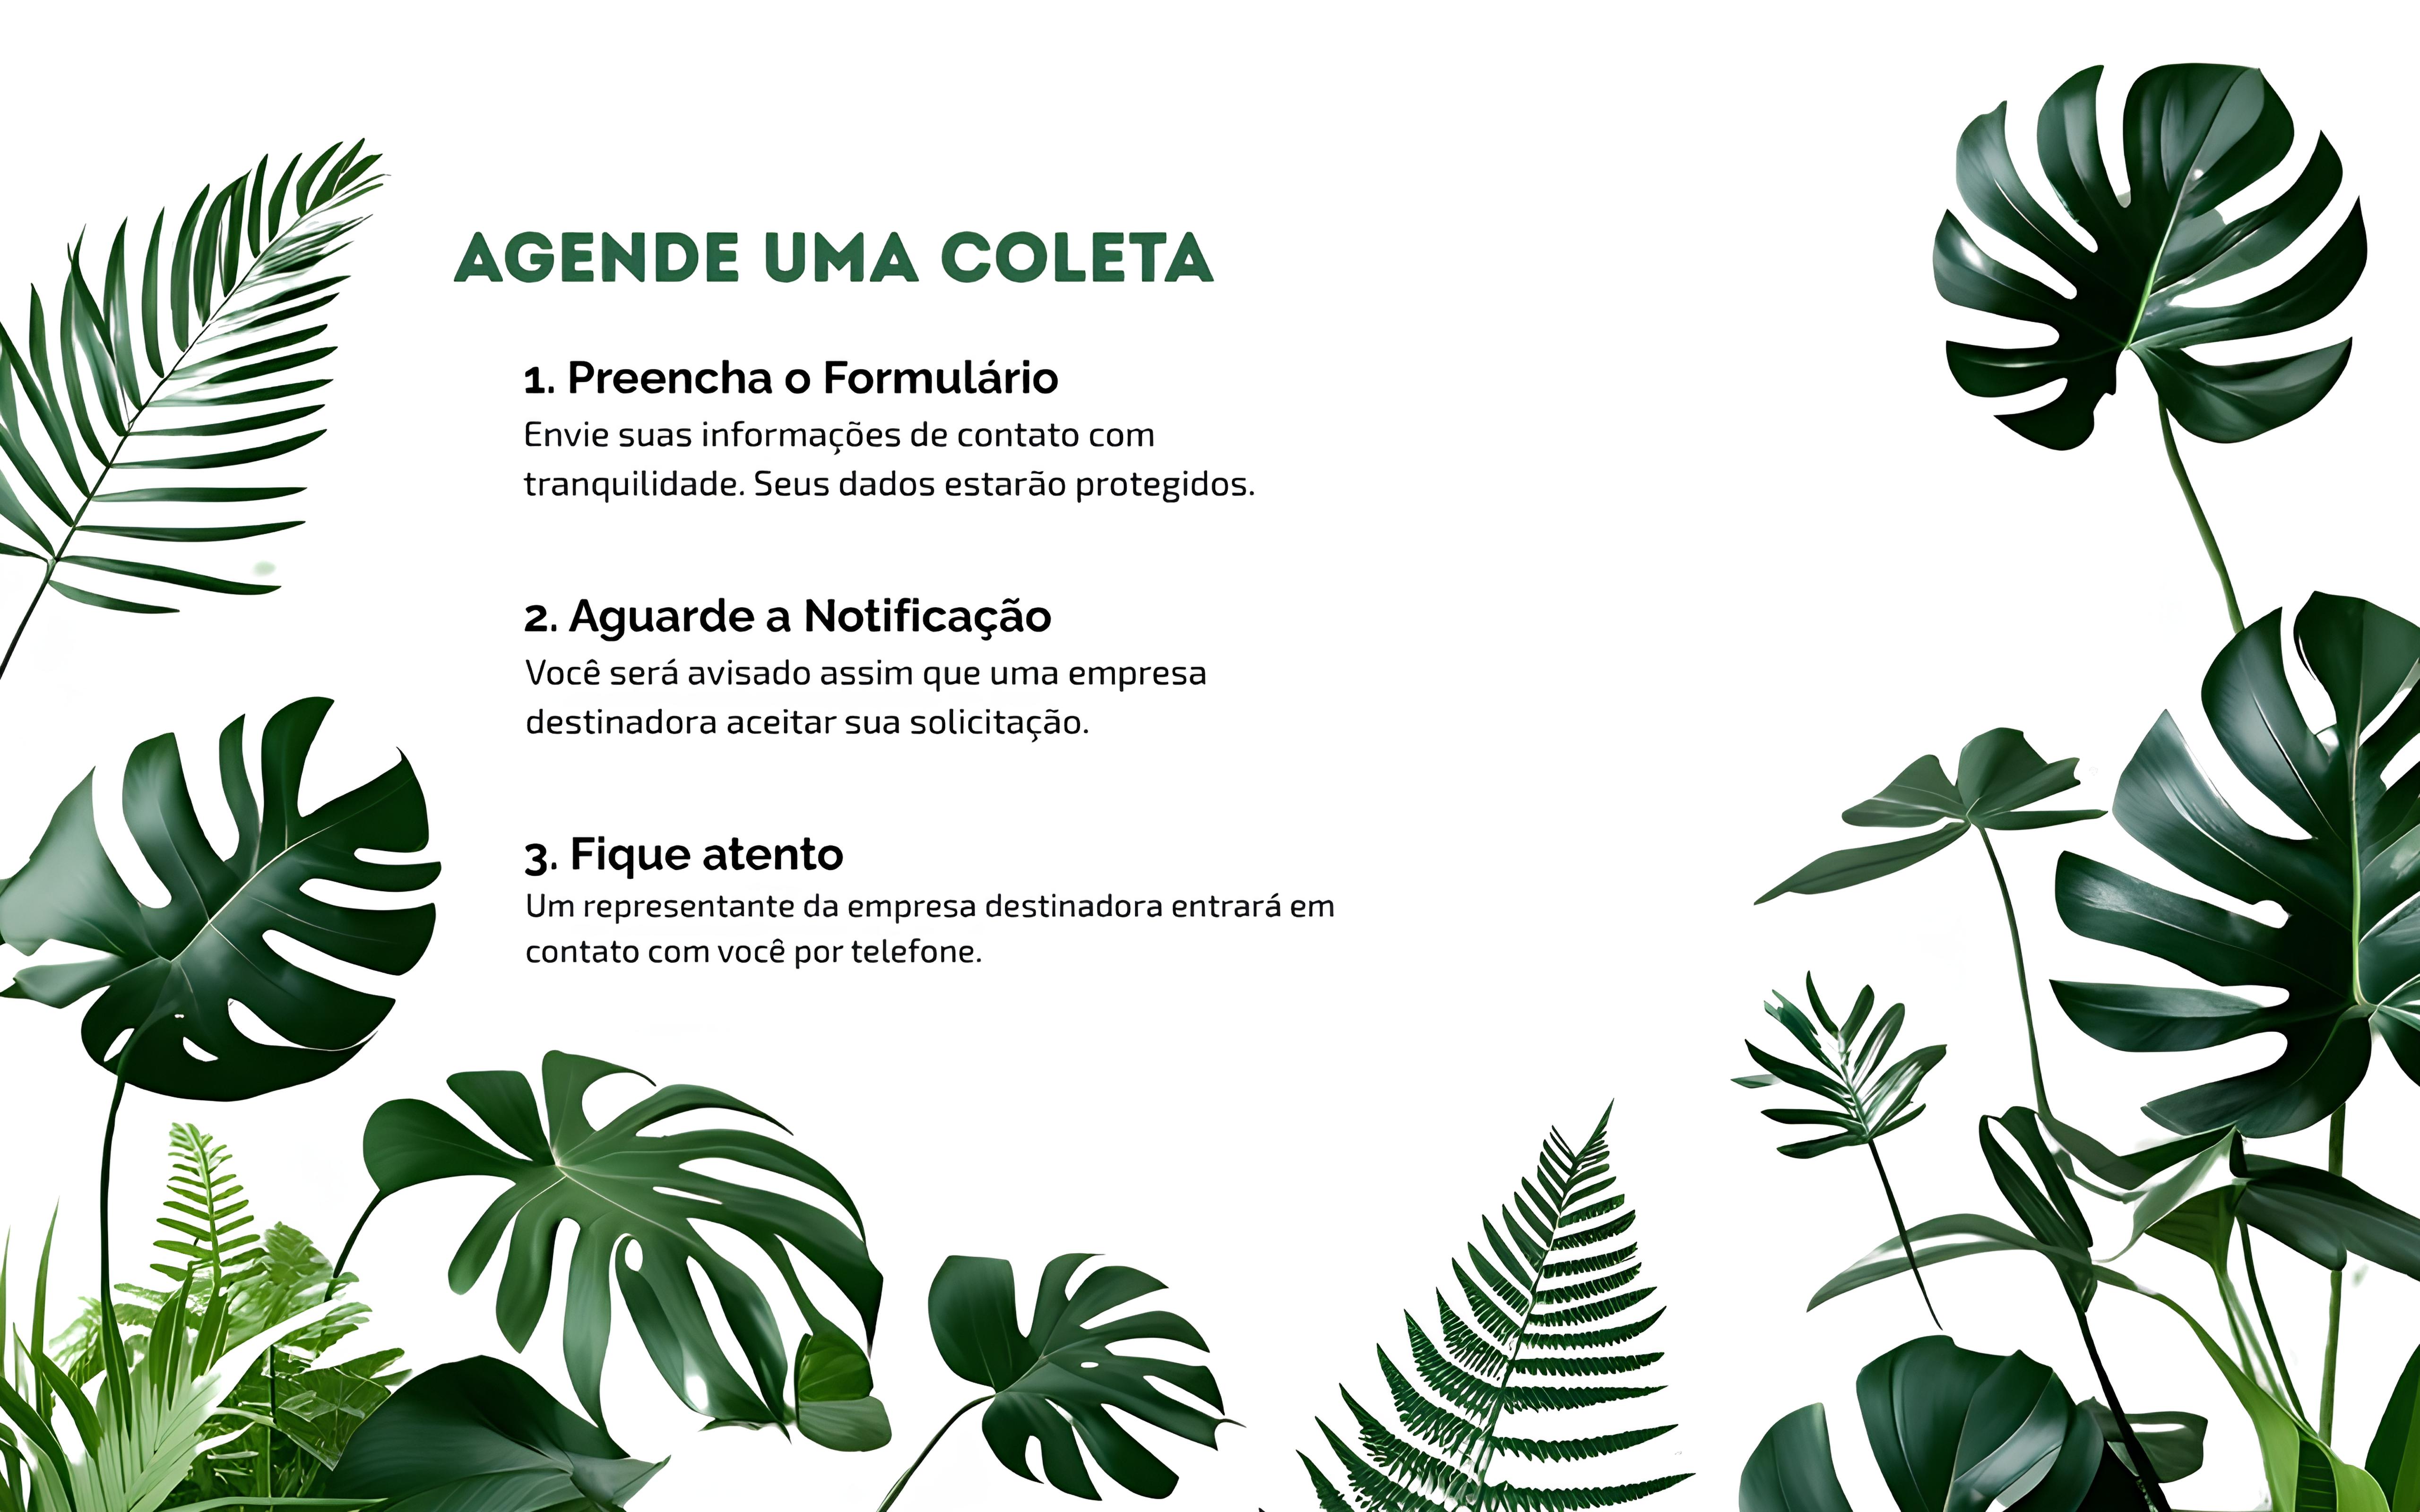 AGENDE UMA COLETA
1. Preencha o Formulário
Envie suas informações de contato com
tranquilidade. Seus dados estarão protegidos.
2. Aguarde a Notificação
Você será avisado assim que uma empresa
destinadora aceitar sua solicitação.
3. Fique atento
Um representante da empresa destinadora entrará em
contato com você por telefone.